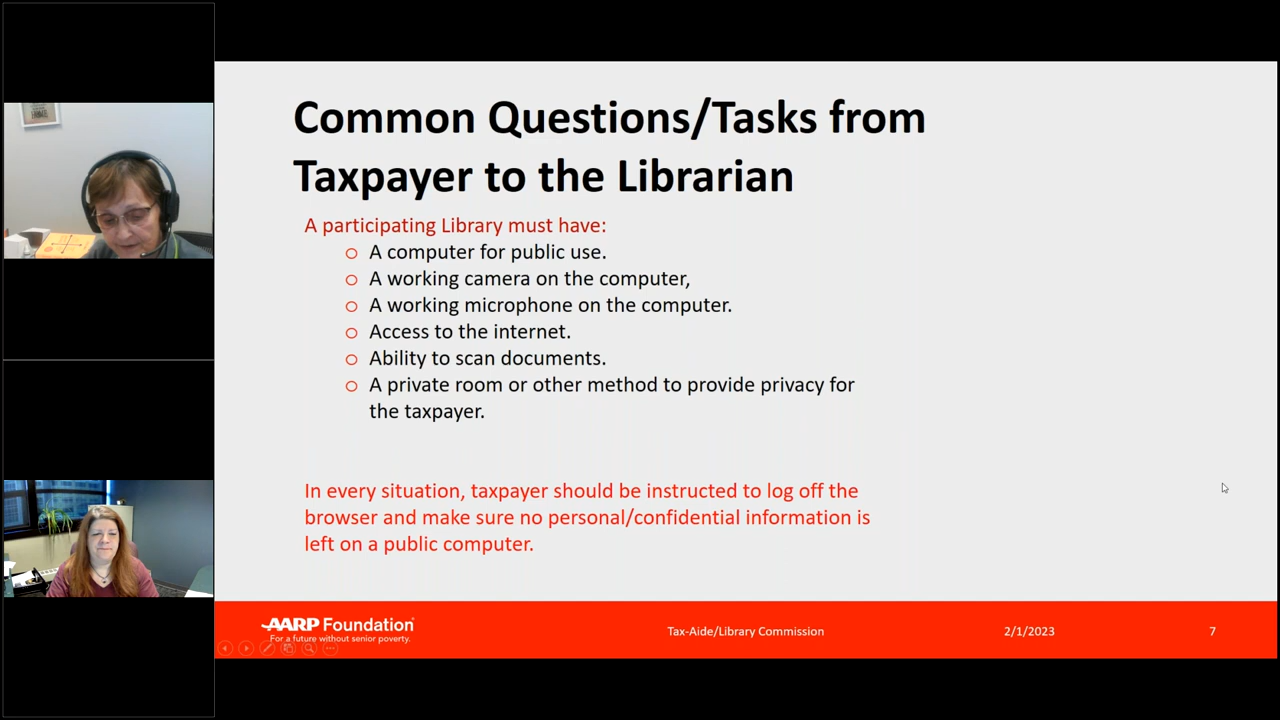 Common Questions/Tasks from
Taxpayer to the Librarian
A participating Library must have:
A computer for public use.
A working camera on the computer,
A working microphone on the computer.
Access to the internet.
Ability to scan documents.
A private room or other method to provide privacy for
the taxpayer.
In every situation, taxpayer should be instructed to log off the
browser and make sure no personal/confidential information is
left on a public computer.
AARP Foundation
For a future without senior poverty.
Tax-Aide/Library Commission
2/1/2023
7